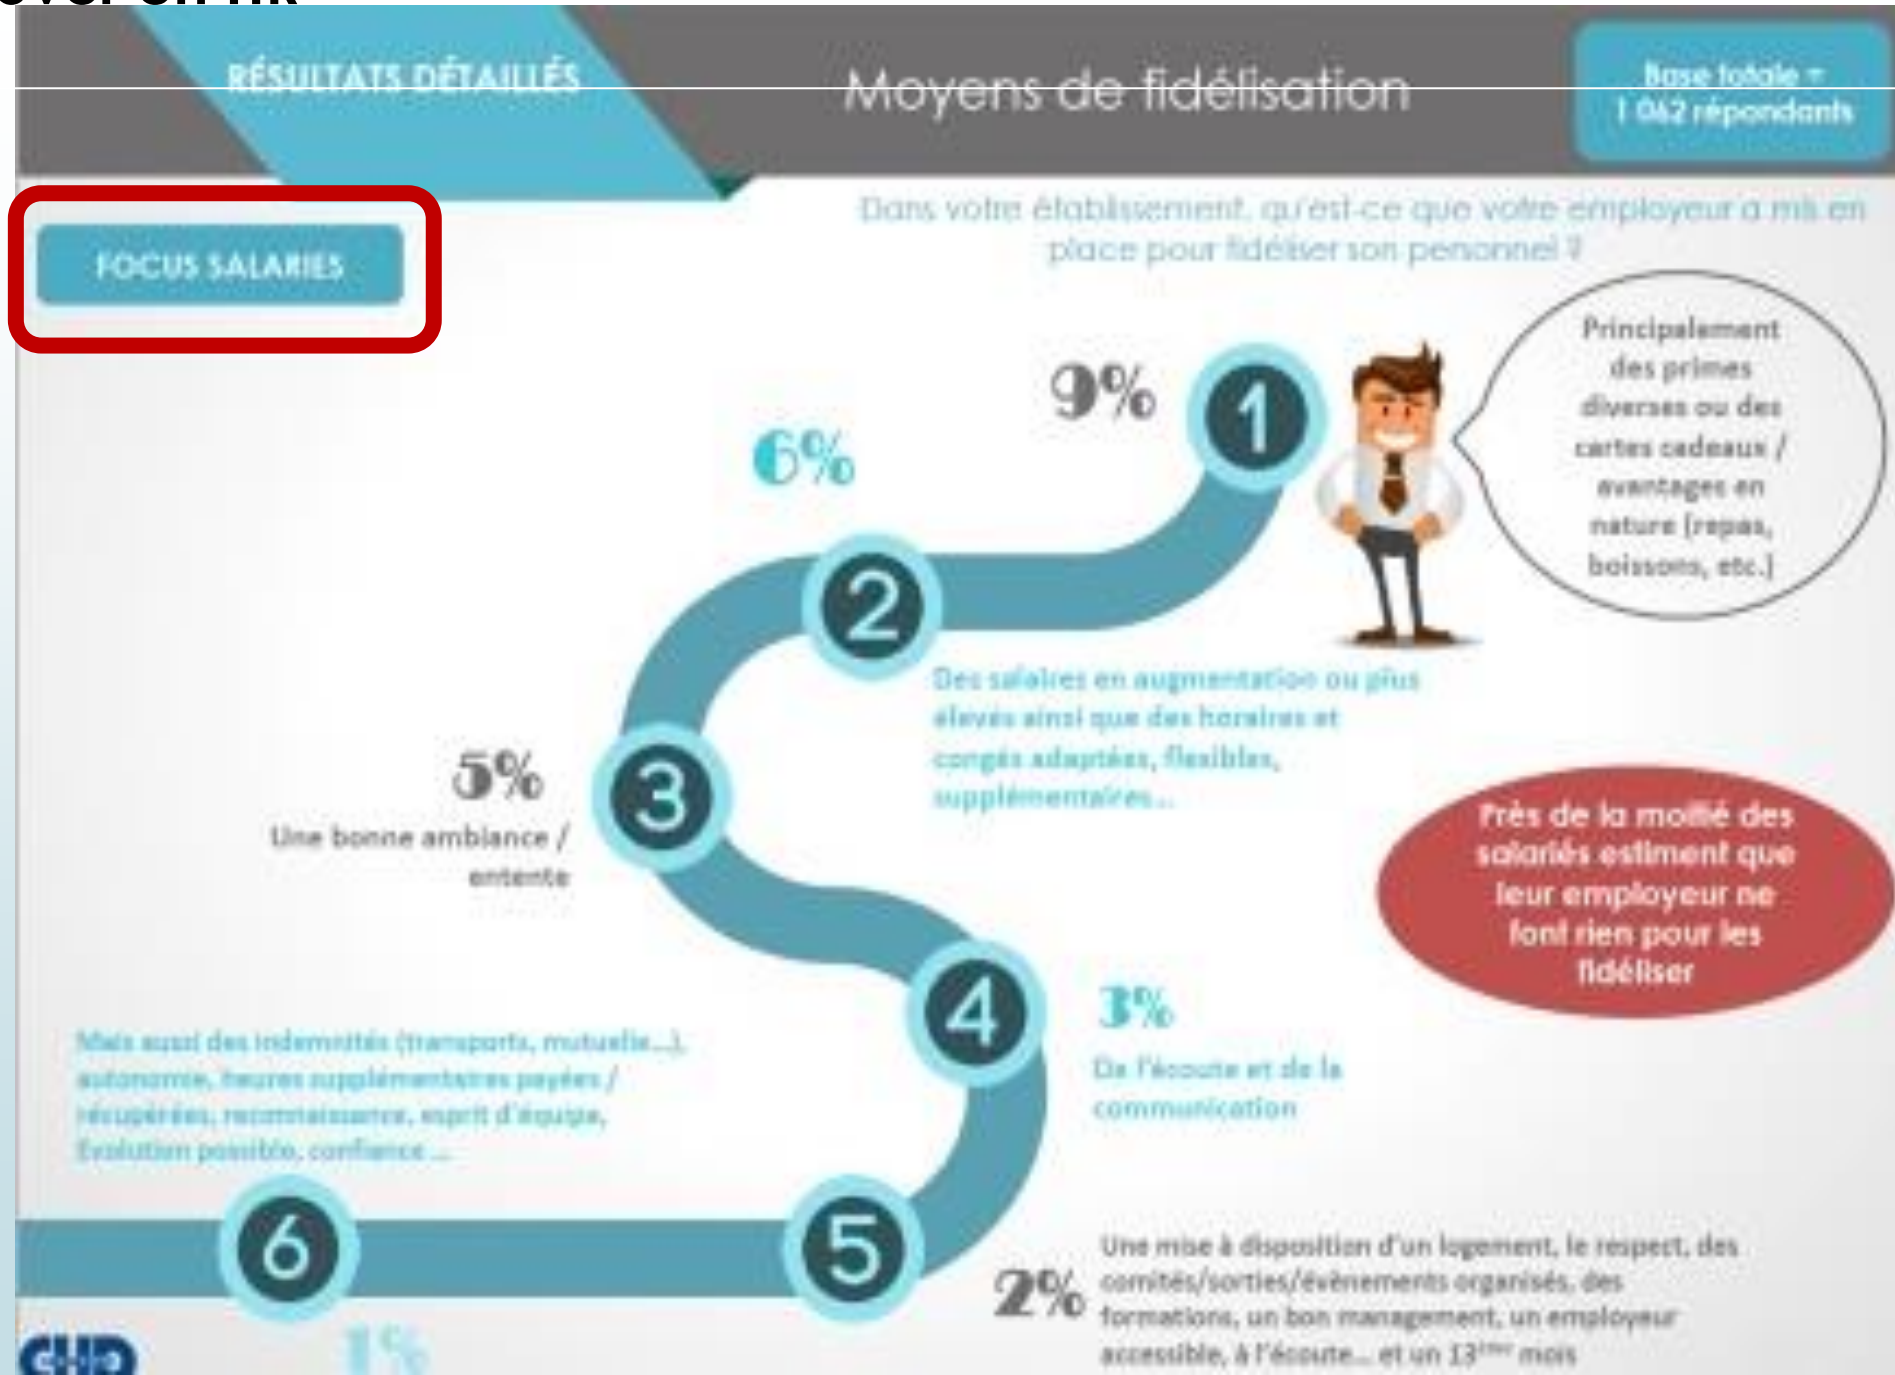 RÉSULTATS DÉTAILLÉS
Moyens de fidélisation
Base totale =
1 062 répondants
FOCUS SALARIES
Dans votre établissement, qu'est-ce que votre employeur a mis en
place pour fidéliser son personnel ?
9%
1
Principalement
des primes
diverses ou des
cartes cadeaux /
avantages en
nature (repas,
boissons, etc.)
6%
2
Des salaires en augmentation ou plus
élevés ainsi que des horaires et
congés adaptées, flexibles,
supplémentaires...
5%
3
Une bonne ambiance /
entente
Près de la moitié des
salariés estiment que
leur employeur ne
font rien pour les
fidéliser
4
3%
De l'écoute et de la
communication
Mais aussi des indemnités (transports, mutuelle...),
autonomie, heures supplémentaires payées /
récupérées, reconnaissance, esprit d'équipe,
Evolution possible, confiance ...
6
5
1%
2%
Une mise à disposition d'un logement, le respect, des
comités/sorties/évènements organisés, des
formations, un bon management, un employeur
accessible, à l'écoute... et un 13ème mois
CHD